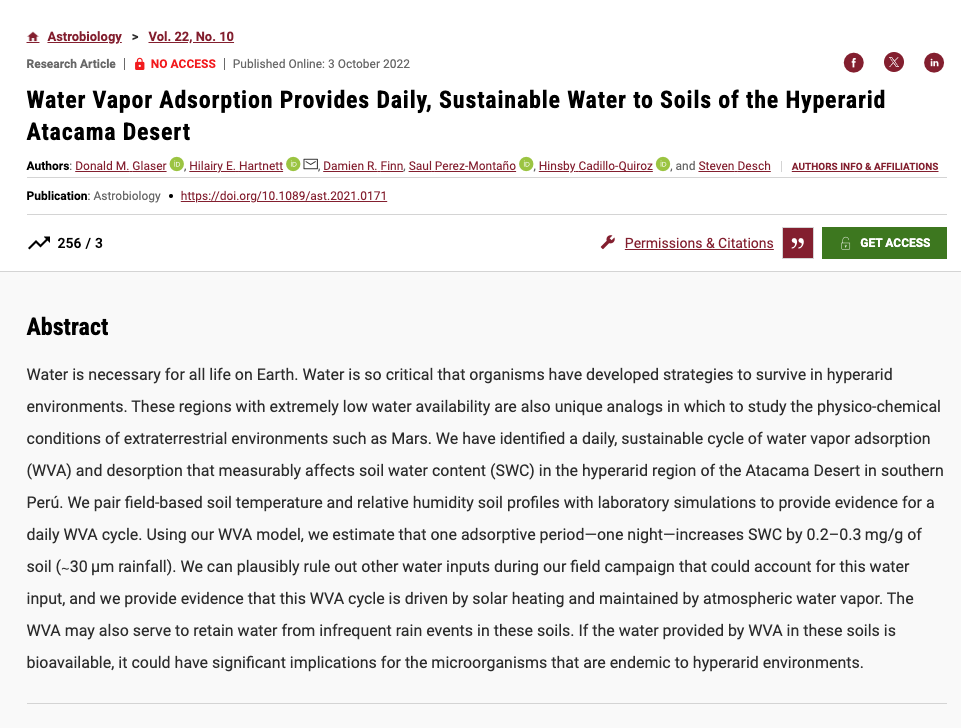 Astrobiology > Vol. 22, No. 10
Research Article | NO ACCESS | Published Online: 3 October 2022
f X in
Water Vapor Adsorption Provides Daily, Sustainable Water to Soils of the Hyperarid
Atacama Desert
Authors: Donald M. Glaser iD, Hilairy E. Hartnett iD, Damien R. Finn, Saul Perez-Montaño iD, Hinsby Cadillo-Quiroz iD, and Steven Desch | AUTHORS INFO & AFFILIATIONS
Publication: Astrobiology • https://doi.org/10.1089/ast.2021.0171
256 / 3
Permissions & Citations ” GET ACCESS
Abstract
Water is necessary for all life on Earth. Water is so critical that organisms have developed strategies to survive in hyperarid
environments. These regions with extremely low water availability are also unique analogs in which to study the physico-chemical
conditions of extraterrestrial environments such as Mars. We have identified a daily, sustainable cycle of water vapor adsorption
(WVA) and desorption that measurably affects soil water content (SWC) in the hyperarid region of the Atacama Desert in southern
Perú. We pair field-based soil temperature and relative humidity soil profiles with laboratory simulations to provide evidence for a
daily WVA cycle. Using our WVA model, we estimate that one adsorptive period—one night—increases SWC by 0.2–0.3 mg/g of
soil (~30 μm rainfall). We can plausibly rule out other water inputs during our field campaign that could account for this water
input, and we provide evidence that this WVA cycle is driven by solar heating and maintained by atmospheric water vapor. The
WVA may also serve to retain water from infrequent rain events in these soils. If the water provided by WVA in these soils is
bioavailable, it could have significant implications for the microorganisms that are endemic to hyperarid environments.